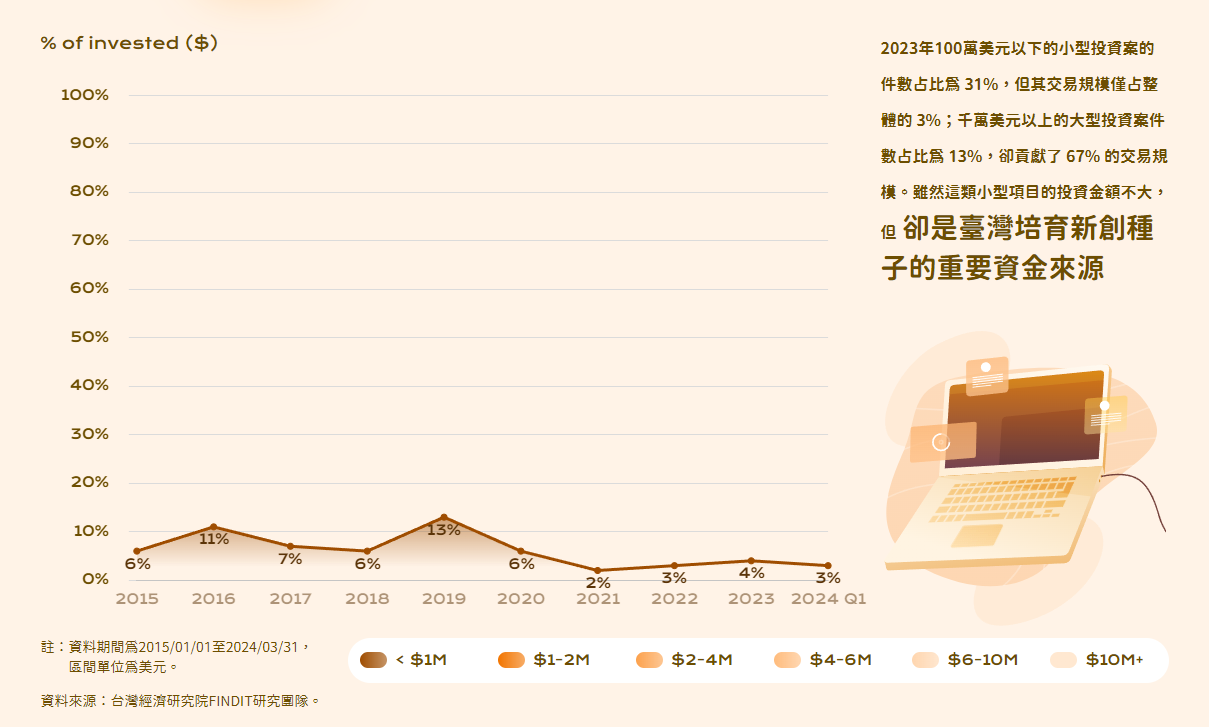 % of invested ($)
100%
90%
80%
70%
60%
50%
40%
30%
20%
10%
0%
6%
11%
7%
6%
13%
6%
2%
3%
4%
3%
2015 2016 2017 2018 2019 2020 2021 2022 2023 2024 Q1
2023年100萬美元以下的小型投資案的
件數占比為 31%，但其交易規模僅占整
體的 3%；千萬美元以上的大型投資案件
數占比為 13%，卻貢獻了 67% 的交易規
模。雖然這類小型項目的投資金額不大，
但 卻是臺灣培育新創種
子的重要資金來源
註：資料期間為2015/01/01至2024/03/31，
區間單位為美元。
資料來源：台灣經濟研究院FINDIT研究團隊。
< $1M $1-2M $2-4M $4-6M $6-10M $10M+